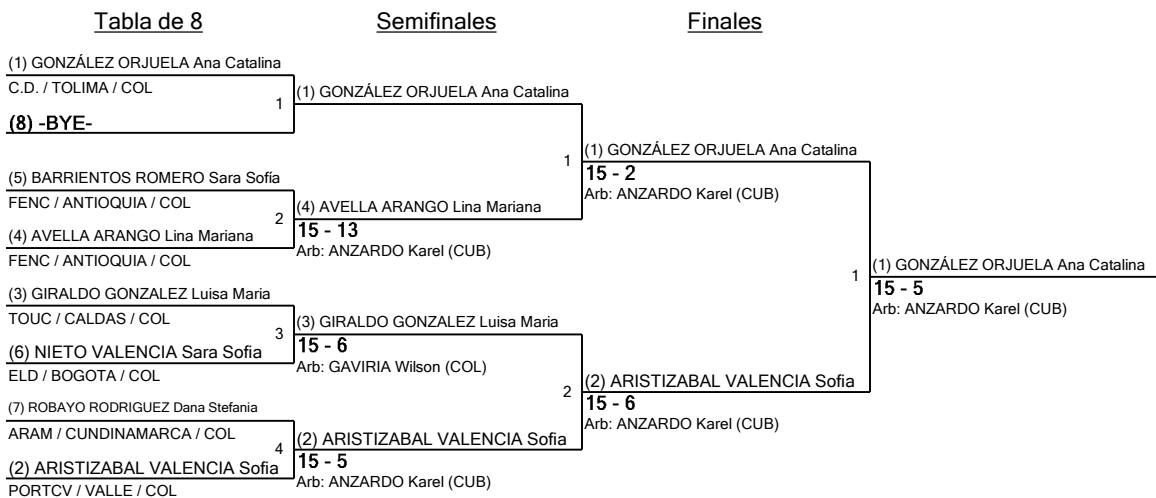 Tabla de 8
Semifinales
Finales
(1) GONZÁLEZ ORJUELA Ana Catalina
C.D. / TOLIMA / COL
1
(8) -BYE-
(5) BARRIENTOS ROMERO Sara Sofía
FENC / ANTIOQUIA / COL
2
(4) AVELLA ARANGO Lina Mariana
FENC / ANTIOQUIA / COL
(3) GIRALDO GONZALEZ Luisa Maria
TOUC / CALDAS / COL
3
(6) NIETO VALENCIA Sara Sofia
ELD / BOGOTA / COL
(7) ROBAYO RODRIGUEZ Dana Stefania
ARAM / CUNDINAMARCA / COL
4
(2) ARISTIZABAL VALENCIA Sofia
PORTCV / VALLE / COL
(1) GONZÁLEZ ORJUELA Ana Catalina
1
(4) AVELLA ARANGO Lina Mariana
15 - 13
Arb: ANZARDO Karel (CUB)
(3) GIRALDO GONZALEZ Luisa Maria
15 - 6
Arb: GAVIRIA Wilson (COL)
2
(2) ARISTIZABAL VALENCIA Sofia
15 - 5
Arb: ANZARDO Karel (CUB)
(1) GONZÁLEZ ORJUELA Ana Catalina
15 - 2
Arb: ANZARDO Karel (CUB)
1
(2) ARISTIZABAL VALENCIA Sofia
15 - 6
Arb: ANZARDO Karel (CUB)
(1) GONZÁLEZ ORJUELA Ana Catalina
15 - 5
Arb: ANZARDO Karel (CUB)